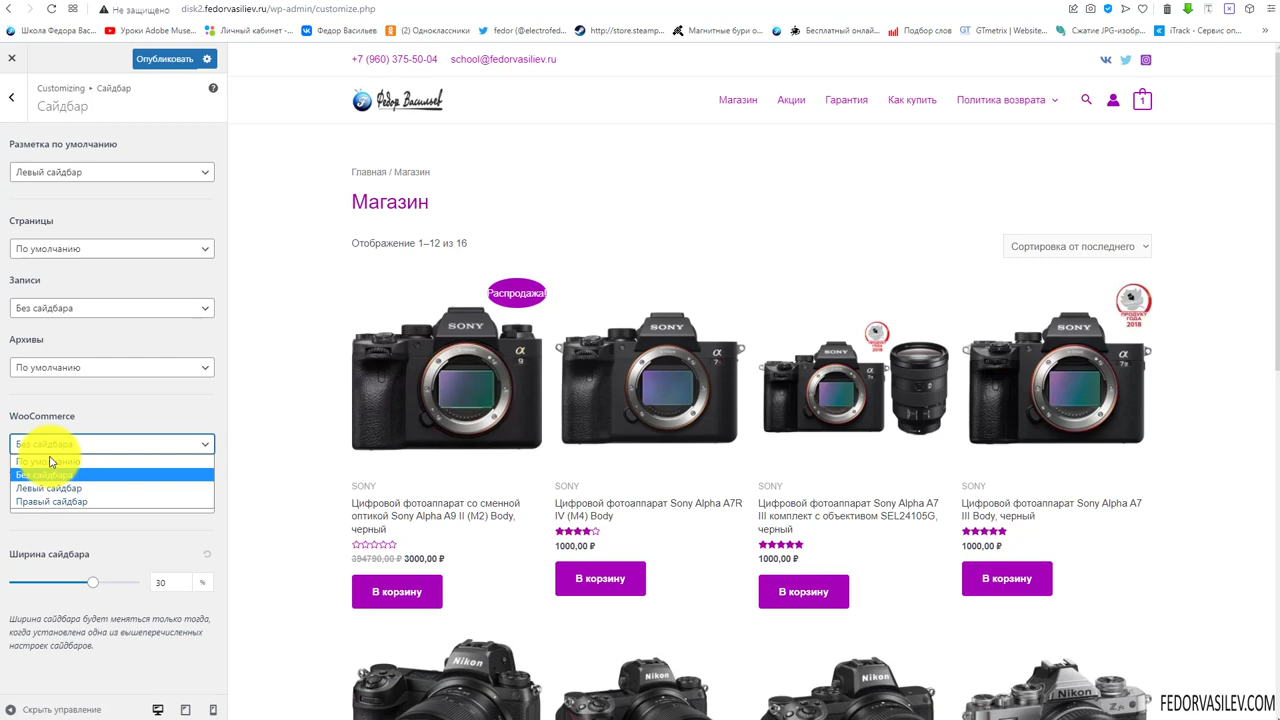 Не защищено
disk2.fedorvasiliev.ru/wp-admin/customize.php
Школа Федора Вас...
Уроки Adobe Muse...
Личный кабинет -...
Федор Васильев
(2) Одноклассники
fedor (@electrofed...
http://store.steamp...
Магнитные бури о...
Бесплатный онлай...
Подбор слов
GTmetrix | Website...
Сжатие JPG-изобр...
iTrack - Сервис оп...
Опубликовать
Customizing ▸ Сайдбар
Сайдбар
Разметка по умолчанию
Левый сайдбар
Страницы
По умолчанию
Записи
Без сайдбара
Архивы
По умолчанию
WooCommerce
Без сайдбара
По умолчанию
Без сайдбара
Левый сайдбар
Правый сайдбар
Ширина сайдбара
30 %
Ширина сайдбара будет меняться только тогда,
когда установлена одна из вышеперечисленных
настроек сайдбаров.
Скрыть управление
+7 (960) 375-50-04 school@fedorvasiliev.ru
Федор Васильев
Магазин Акции Гарантия Как купить Политика возврата
1
Главная / Магазин
Магазин
Отображение 1–12 из 16
Сортировка от последнего
Распродажа!
SONY
SONY
SONY
SONY
ПРОДУКТ
ГОДА
2018
SONY
Цифровой фотоаппарат со сменной
оптикой Sony Alpha A9 II (M2) Body,
черный
394790,00 ₽ 3000,00 ₽
В корзину
SONY
Цифровой фотоаппарат Sony Alpha A7R
IV (M4) Body
1000,00 ₽
В корзину
SONY
Цифровой фотоаппарат Sony Alpha A7
III комплект с объективом SEL24105G,
черный
1000,00 ₽
В корзину
SONY
Цифровой фотоаппарат Sony Alpha A7
III Body, черный
1000,00 ₽
В корзину
Nikon
Nikon
Nikon
Nikon
FEDORVASILEV.COM